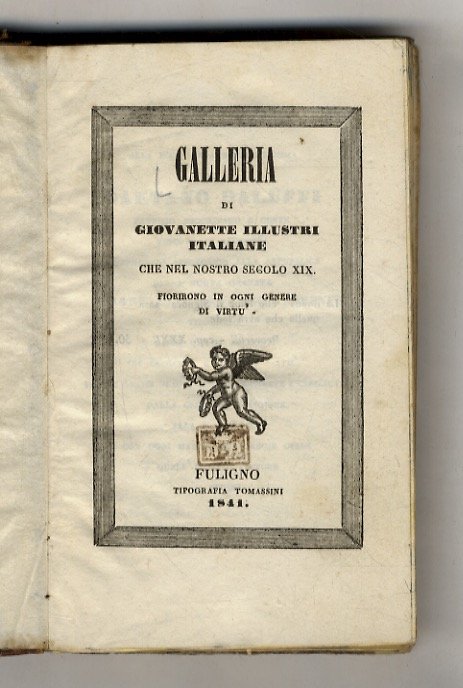 GALLERIA
DI
GIOVANETTE ILLUSTRI
ITALIANE
CHE NEL NOSTRO SEGOLO XIX.
FIORIRONO IN OGNI GENERE
DI VIRTU'
FULIGNO
TIPOGRAFIA TOMASSINI
1841.